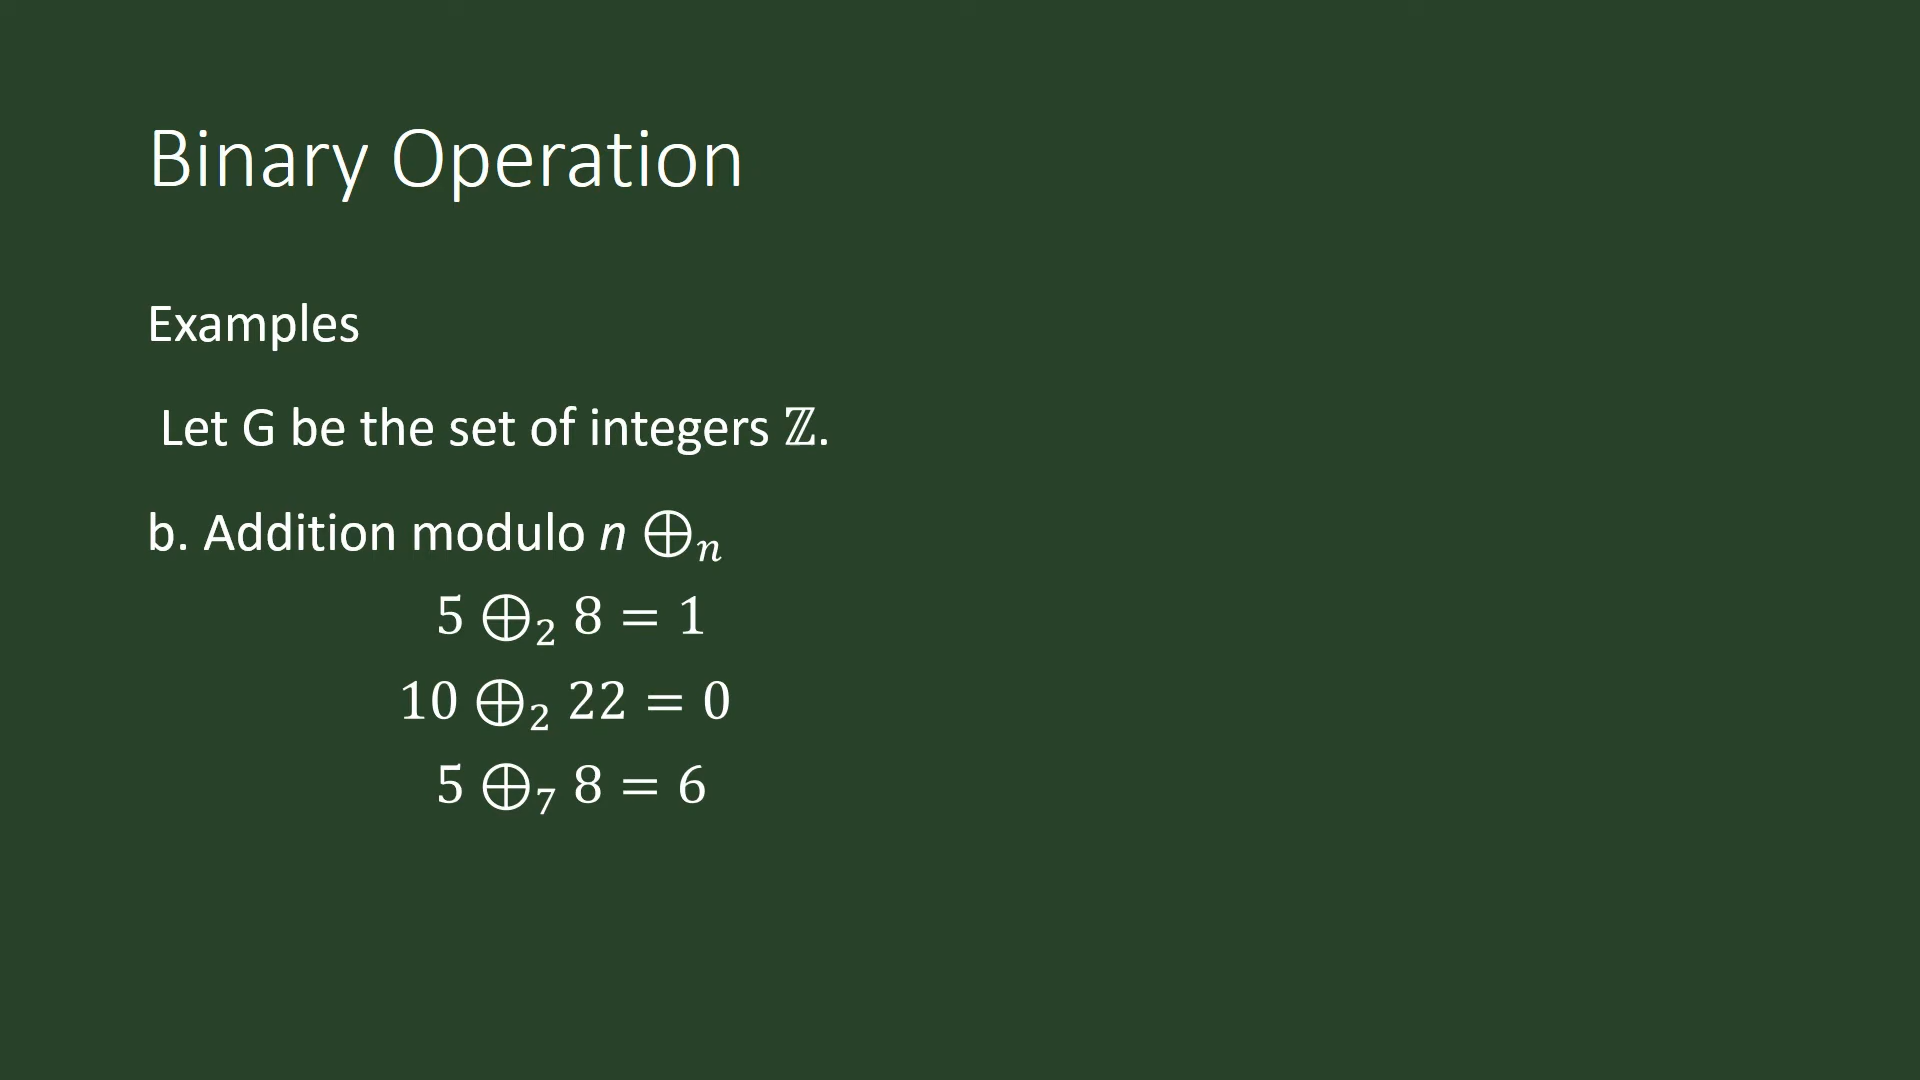 Binary Operation
Examples
Let G be the set of integers ℤ.
b. Addition modulo n ⊕ₙ
5 ⊕₂ 8 = 1
10 ⊕₂ 22 = 0
5 ⊕₇ 8 = 6